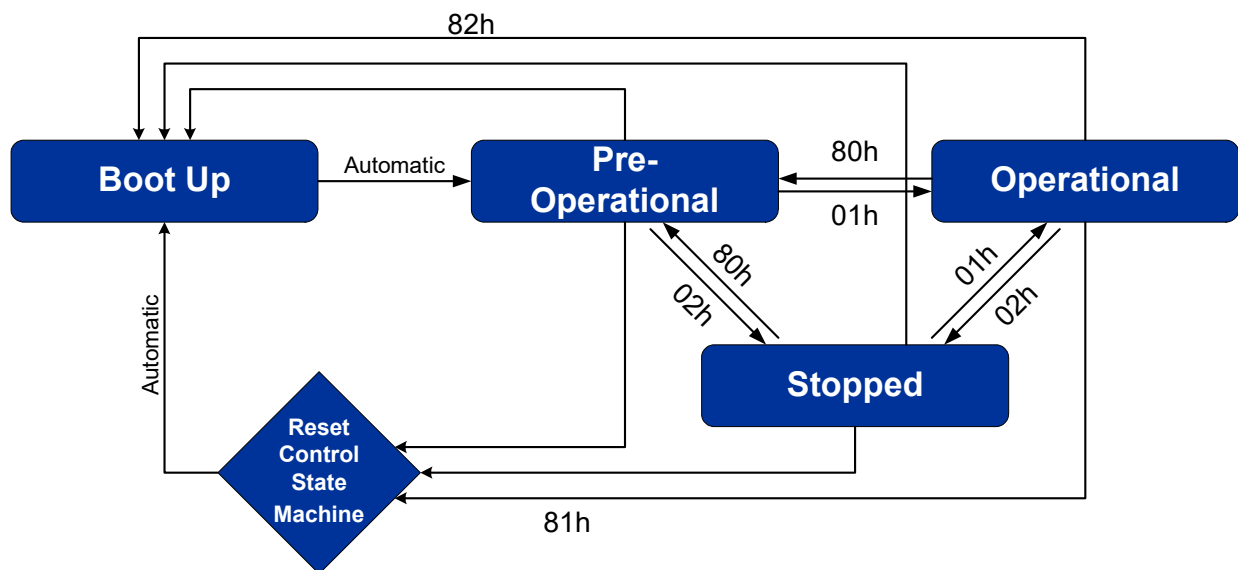 82h
Boot Up
Automatic
Pre-
Operational
80h
01h
Operational
80h
02h
01h
02h
Automatic
Stopped
Reset
Control
State
Machine
81h